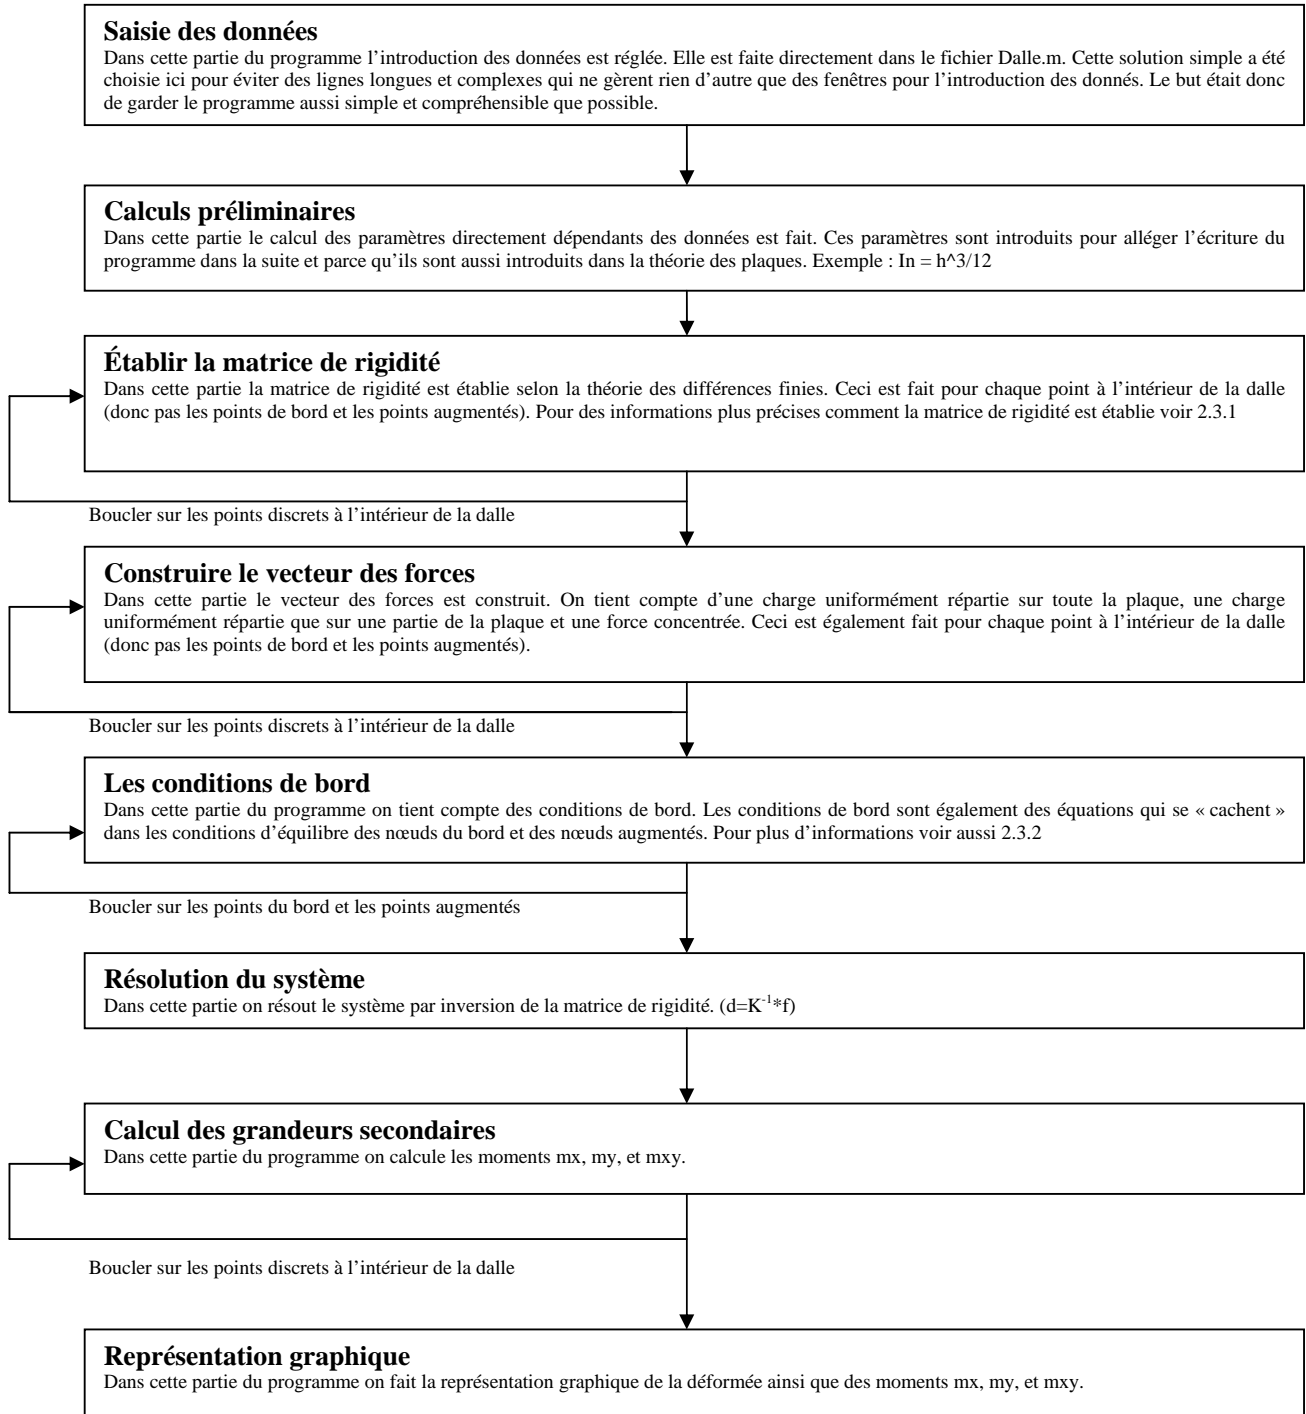 Saisie des données
Dans cette partie du programme l’introduction des données est réglée. Elle est faite directement dans le fichier Dalle.m. Cette solution simple a été
choisie ici pour éviter des lignes longues et complexes qui ne gèrent rien d’autre que des fenêtres pour l’introduction des donnés. Le but était donc
de garder le programme aussi simple et compréhensible que possible.
Calculs préliminaires
Dans cette partie le calcul des paramètres directement dépendants des données est fait. Ces paramètres sont introduits pour alléger l’écriture du
programme dans la suite et parce qu’ils sont aussi introduits dans la théorie des plaques. Exemple : In = h^3/12
Établir la matrice de rigidité
Dans cette partie la matrice de rigidité est établie selon la théorie des différences finies. Ceci est fait pour chaque point à l’intérieur de la dalle
(donc pas les points de bord et les points augmentés). Pour des informations plus précises comment la matrice de rigidité est établie voir 2.3.1
Boucler sur les points discrets à l’intérieur de la dalle
Construire le vecteur des forces
Dans cette partie le vecteur des forces est construit. On tient compte d’une charge uniformément répartie sur toute la plaque, une charge
uniformément répartie que sur une partie de la plaque et une force concentrée. Ceci est également fait pour chaque point à l’intérieur de la dalle
(donc pas les points de bord et les points augmentés).
Boucler sur les points discrets à l’intérieur de la dalle
Les conditions de bord
Dans cette partie du programme on tient compte des conditions de bord. Les conditions de bord sont également des équations qui se « cachent »
dans les conditions d’équilibre des nœuds du bord et des nœuds augmentés. Pour plus d’informations voir aussi 2.3.2
Boucler sur les points du bord et les points augmentés
Résolution du système
Dans cette partie on résout le système par inversion de la matrice de rigidité. (d=K⁻¹*f)
Calcul des grandeurs secondaires
Dans cette partie du programme on calcule les moments mx, my, et mxy.
Boucler sur les points discrets à l’intérieur de la dalle
Représentation graphique
Dans cette partie du programme on fait la représentation graphique de la déformée ainsi que des moments mx, my, et mxy.